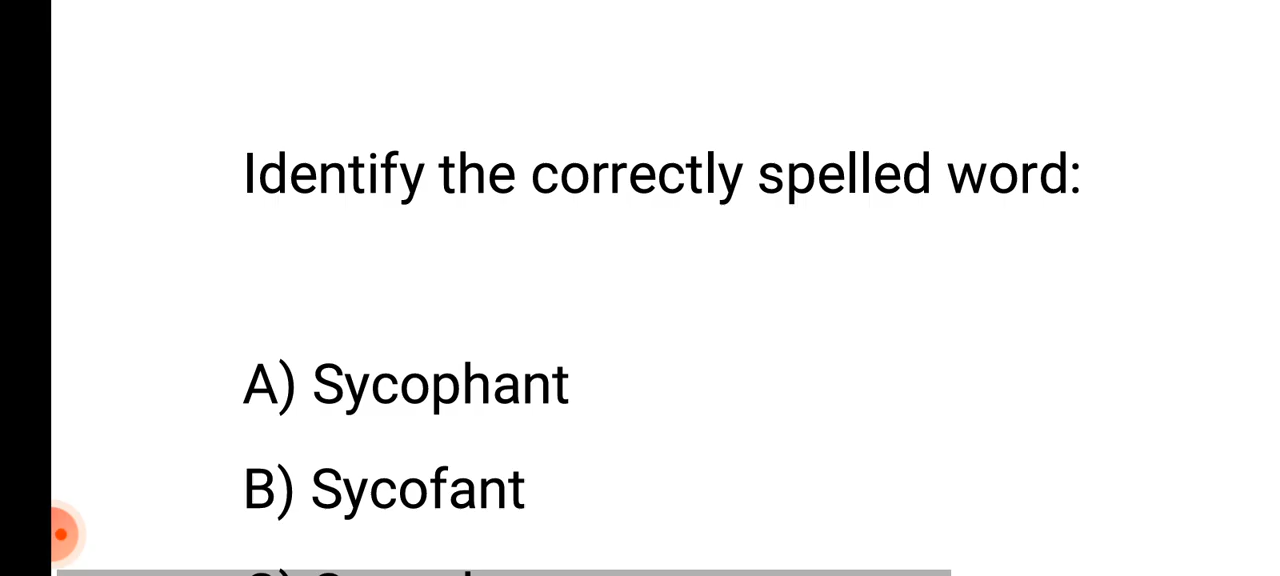 Identify the correctly spelled word:
A) Sycophant
B) Sycofant